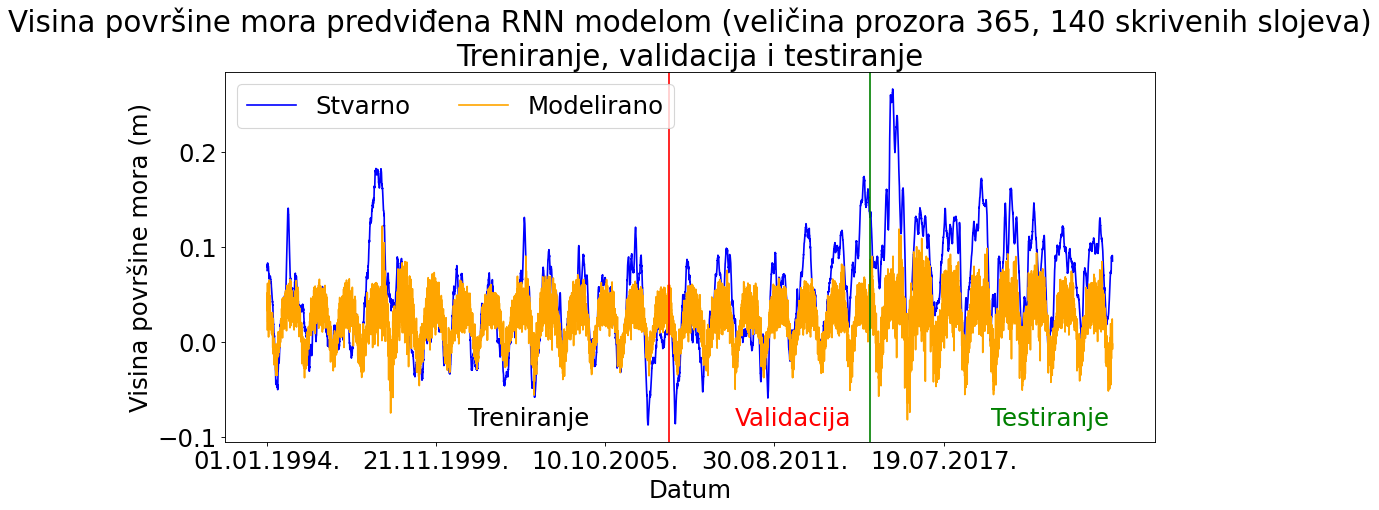 Visina površine mora predviđena RNN modelom (veličina prozora 365, 140 skrivenih slojeva)
Treniranje, validacija i testiranje
Stvarno
Modelirano
Visina površine mora (m)
0.2
0.1
0.0
−0.1
Treniranje
Validacija
Testiranje
01.01.1994.
21.11.1999.
10.10.2005.
30.08.2011.
19.07.2017.
Datum